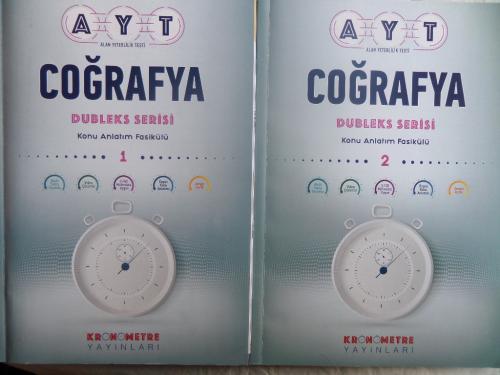 AYT
ALAN YETERLİLİK TESTİ
COĞRAFYA
DUBLEKS SERİSİ
Konu Anlatım Fasikülü
1
KRONOMETRE
YAYINLARI
AYT
ALAN YETERLİLİK TESTİ
COĞRAFYA
DUBLEKS SERİSİ
Konu Anlatım Fasikülü
2
KRONOMETRE
YAYINLARI